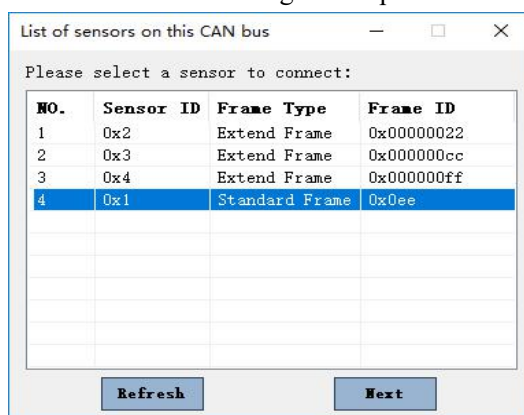 List of sensors on this CAN bus
Please select a sensor to connect:
NO. Sensor ID Frame Type Frame ID
1 0x2 Extend Frame 0x00000022
2 0x3 Extend Frame 0x000000cc
3 0x4 Extend Frame 0x000000ff
4 0x1 Standard Frame 0x0ee
Refresh Next